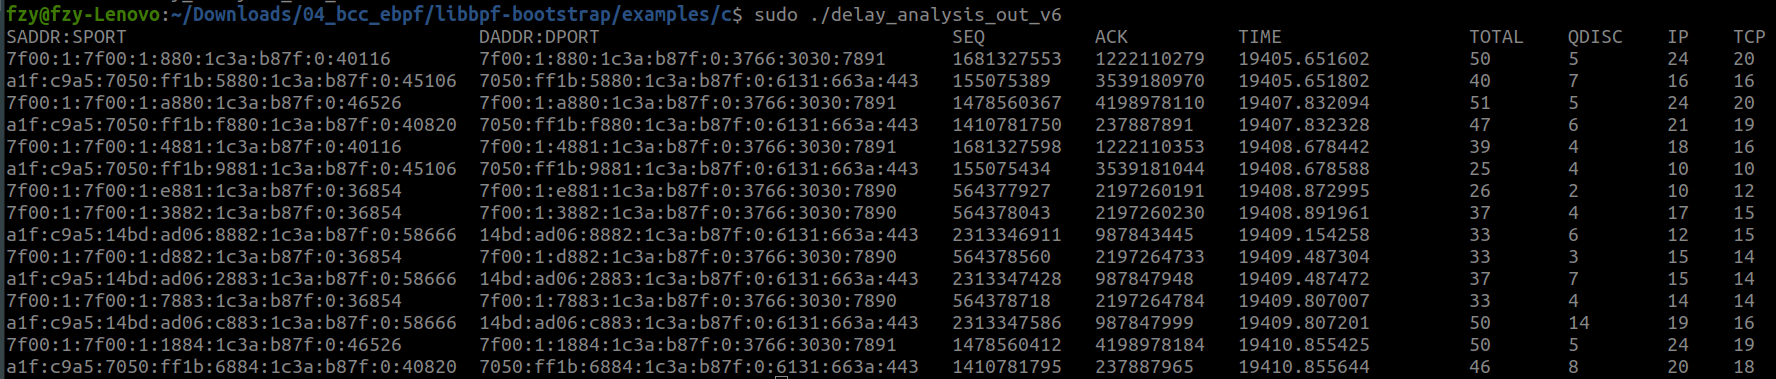 fzy@fzy-Lenovo:~/Downloads/04_bcc_ebpf/libbpf-bootstrap/examples/c$ sudo ./delay_analysis_out_v6
SADDR:SPORT DADDR:DPORT SEQ ACK TIME TOTAL QDISC IP TCP
7f00:1:7f00:1:880:1c3a:b87f:0:40116 7f00:1:880:1c3a:b87f:0:3766:3030:7891 1681327553 1222110279 19405.651602 50 5 24 20
a1f:c9a5:7050:ff1b:5880:1c3a:b87f:0:45106 7050:ff1b:5880:1c3a:b87f:0:6131:663a:443 155075389 3539180970 19405.651802 40 7 16 16
7f00:1:7f00:1:a880:1c3a:b87f:0:46526 7f00:1:a880:1c3a:b87f:0:3766:3030:7891 1478560367 4198978110 19407.832094 51 5 24 20
a1f:c9a5:7050:ff1b:f880:1c3a:b87f:0:40820 7050:ff1b:f880:1c3a:b87f:0:6131:663a:443 1410781750 237887891 19407.832328 47 6 21 19
7f00:1:7f00:1:4881:1c3a:b87f:0:40116 7f00:1:4881:1c3a:b87f:0:3766:3030:7891 1681327598 1222110353 19408.678442 39 4 18 16
a1f:c9a5:7050:ff1b:9881:1c3a:b87f:0:45106 7050:ff1b:9881:1c3a:b87f:0:6131:663a:443 155075434 3539181044 19408.678588 25 4 10 10
7f00:1:7f00:1:e881:1c3a:b87f:0:36854 7f00:1:e881:1c3a:b87f:0:3766:3030:7890 564377927 2197260191 19408.872995 26 2 10 12
7f00:1:7f00:1:3882:1c3a:b87f:0:36854 7f00:1:3882:1c3a:b87f:0:3766:3030:7890 564378043 2197260230 19408.891961 37 4 17 15
a1f:c9a5:14bd:ad06:8882:1c3a:b87f:0:58666 14bd:ad06:8882:1c3a:b87f:0:6131:663a:443 2313346911 987843445 19409.154258 33 6 12 15
7f00:1:7f00:1:d882:1c3a:b87f:0:36854 7f00:1:d882:1c3a:b87f:0:3766:3030:7890 564378560 2197264733 19409.487304 33 3 15 14
a1f:c9a5:14bd:ad06:2883:1c3a:b87f:0:58666 14bd:ad06:2883:1c3a:b87f:0:6131:663a:443 2313347428 987847948 19409.487472 37 7 15 14
7f00:1:7f00:1:7883:1c3a:b87f:0:36854 7f00:1:7883:1c3a:b87f:0:3766:3030:7890 564378718 2197264784 19409.807007 33 4 14 14
a1f:c9a5:14bd:ad06:c883:1c3a:b87f:0:58666 14bd:ad06:c883:1c3a:b87f:0:6131:663a:443 2313347586 987847999 19409.807201 50 14 19 16
7f00:1:7f00:1:1884:1c3a:b87f:0:46526 7f00:1:1884:1c3a:b87f:0:3766:3030:7891 1478560412 4198978184 19410.855425 50 5 24 19
a1f:c9a5:7050:ff1b:6884:1c3a:b87f:0:40820 7050:ff1b:6884:1c3a:b87f:0:6131:663a:443 1410781795 237887965 19410.855644 46 8 20 18